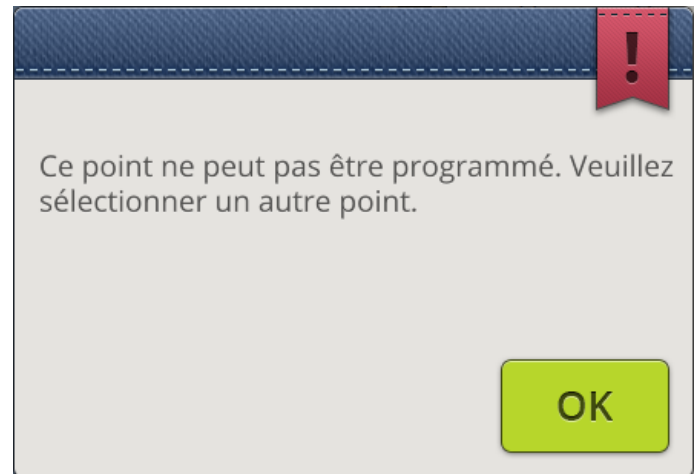 !
Ce point ne peut pas être programmé. Veuillez
sélectionner un autre point.
OK